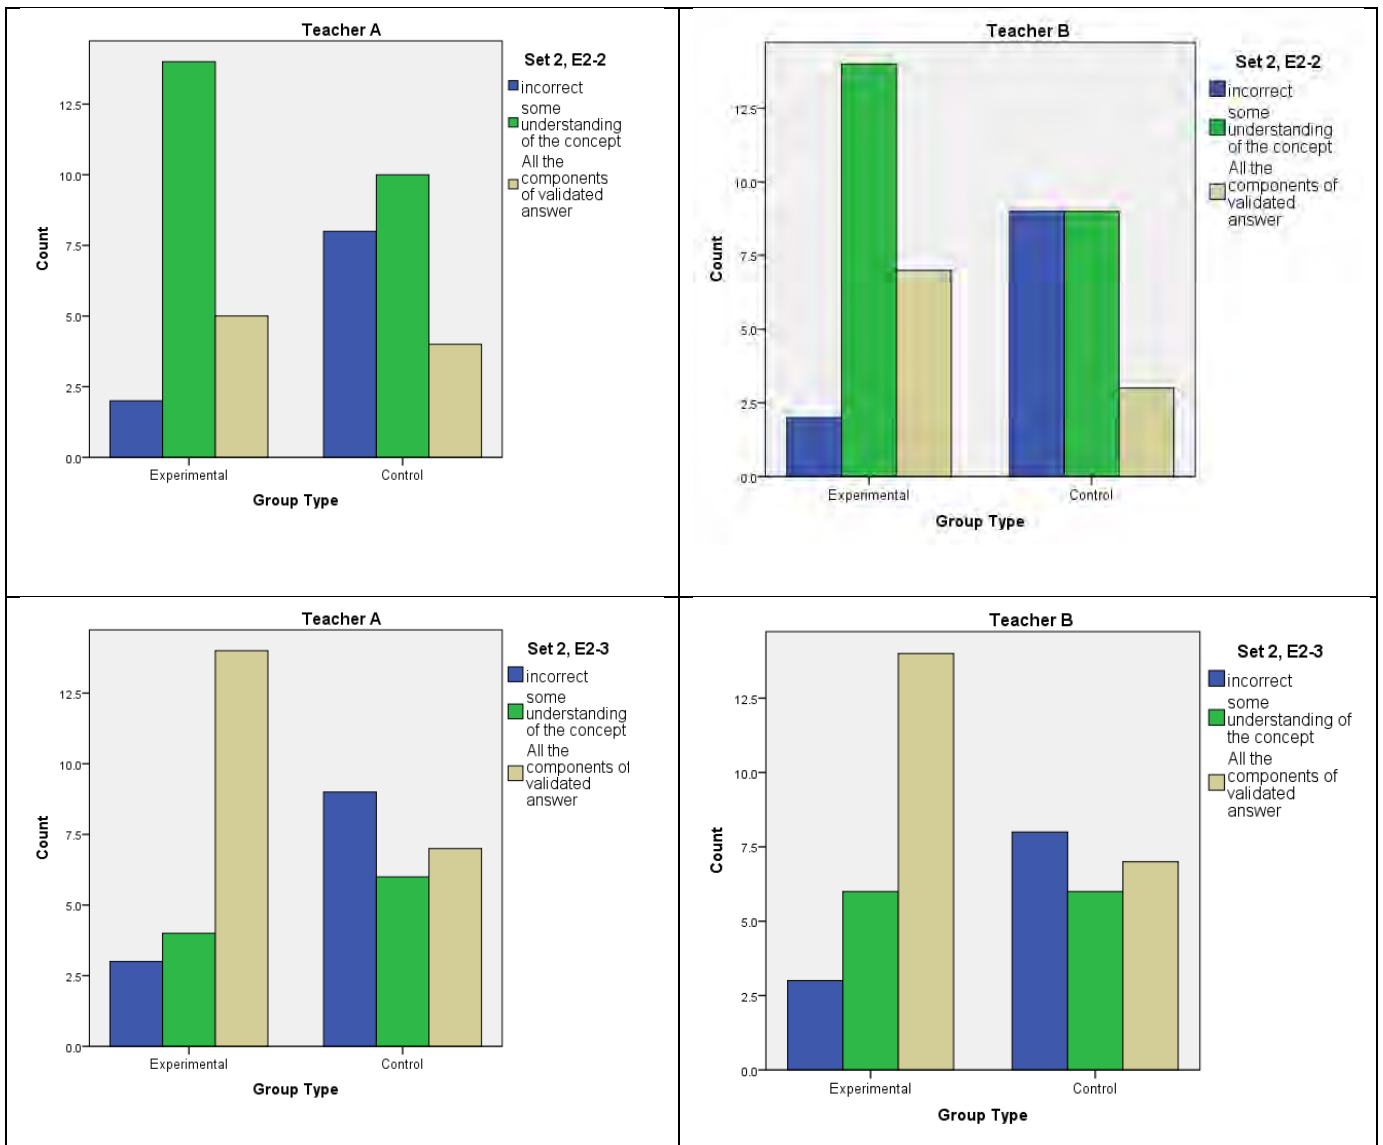 Teacher A
Set 2, E2-2
incorrect
some
understanding
of the concept
All the
components
of validated
answer
12.5
10.0
7.5
5.0
2.5
0.0
Count
Experimental
Control
Group Type
Teacher B
Set 2, E2-2
incorrect
some
understanding
of the concept
All the
components of
validated
answer
12.5
10.0
7.5
5.0
2.5
0.0
Count
Experimental
Control
Group Type
Teacher A
Set 2, E2-3
incorrect
some
understanding
of the concept
All the
components of
validated
answer
12.5
10.0
7.5
5.0
2.5
0.0
Count
Experimental
Control
Group Type
Teacher B
Set 2, E2-3
incorrect
some
understanding of
the concept
All the
components of
validated
answer
12.5
10.0
7.5
5.0
2.5
0.0
Count
Experimental
Control
Group Type